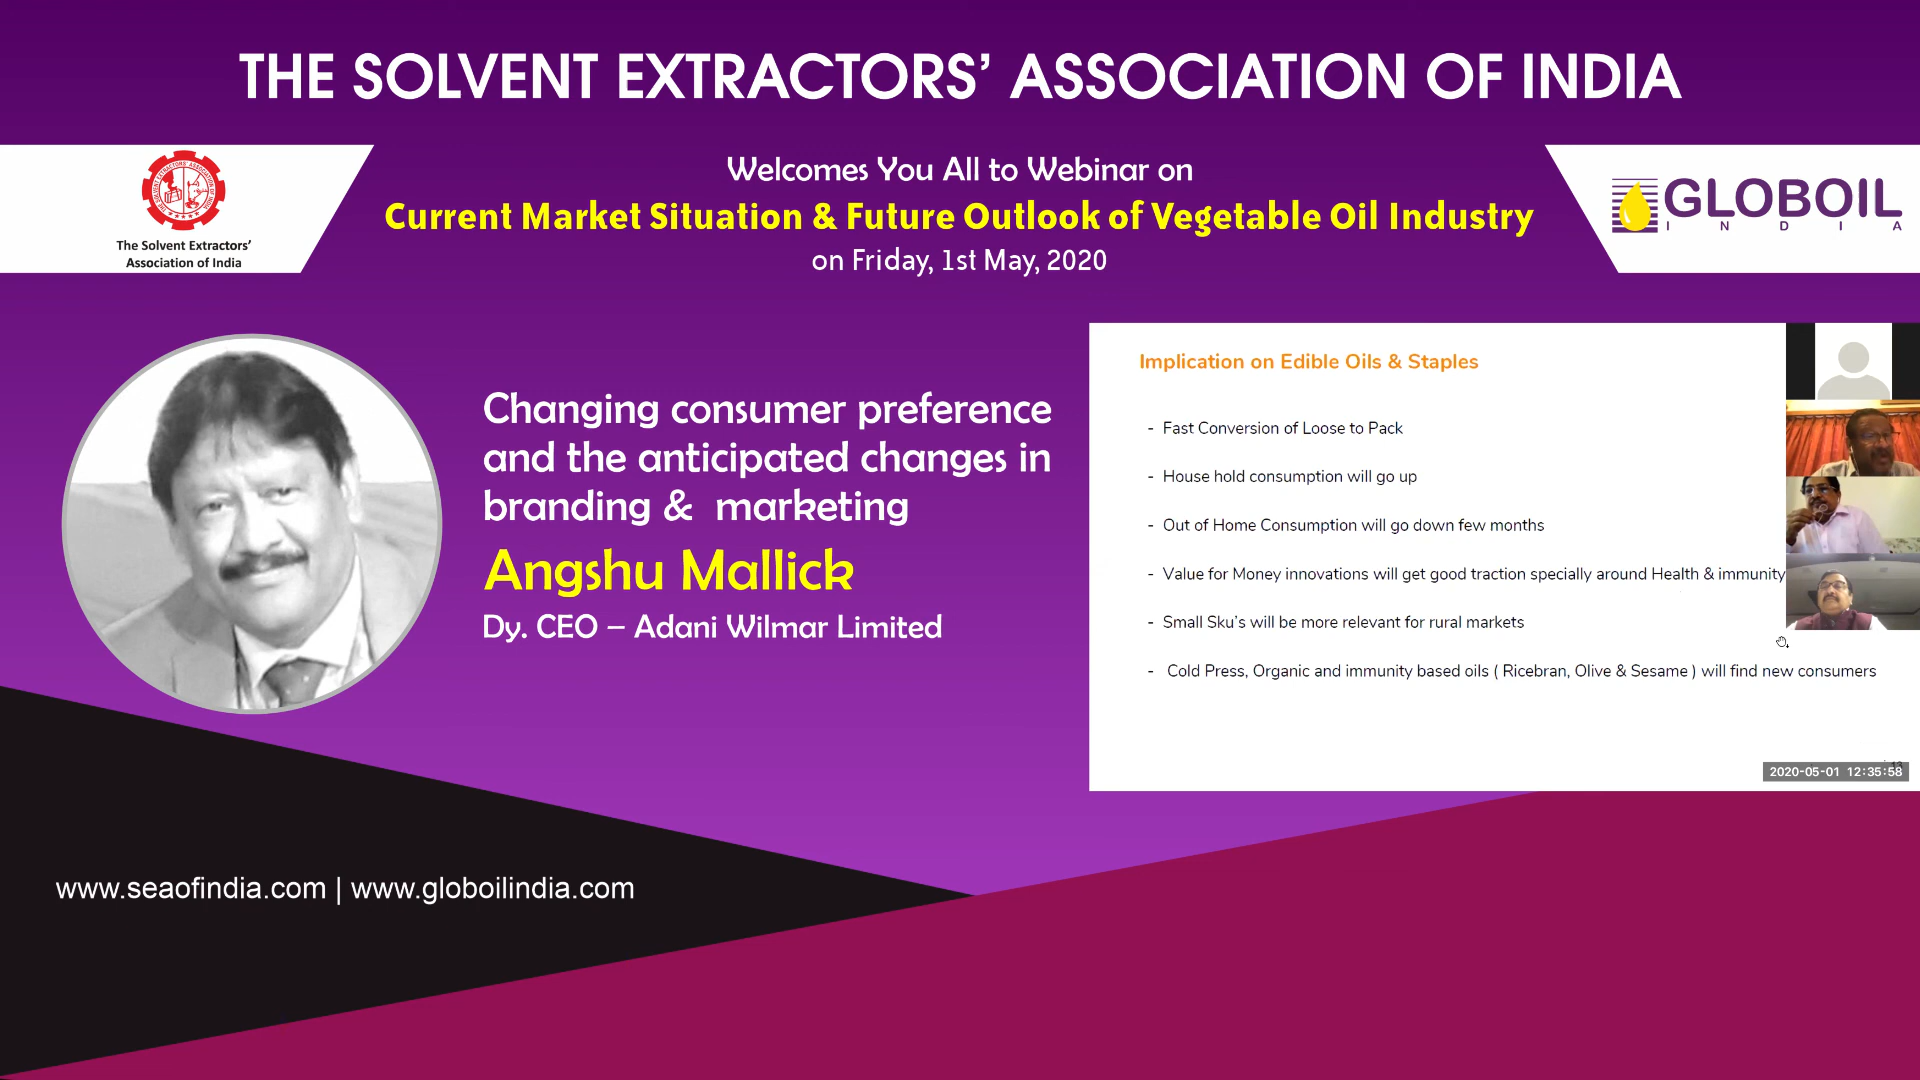 THE SOLVENT EXTRACTORS’ ASSOCIATION OF INDIA
The Solvent Extractors’
Association of India
Welcomes You All to Webinar on
Current Market Situation & Future Outlook of Vegetable Oil Industry
on Friday, 1st May, 2020
GLOBOIL
INDIA
Changing consumer preference
and the anticipated changes in
branding & marketing
Angshu Mallick
Dy. CEO – Adani Wilmar Limited
Implication on Edible Oils & Staples
- Fast Conversion of Loose to Pack
- House hold consumption will go up
- Out of Home Consumption will go down few months
- Value for Money innovations will get good traction specially around Health & immunity
- Small Sku’s will be more relevant for rural markets
- Cold Press, Organic and immunity based oils ( Ricebran, Olive & Sesame ) will find new consumers
2020-05-01 12:35:58
www.seaofindia.com | www.globoilindia.com